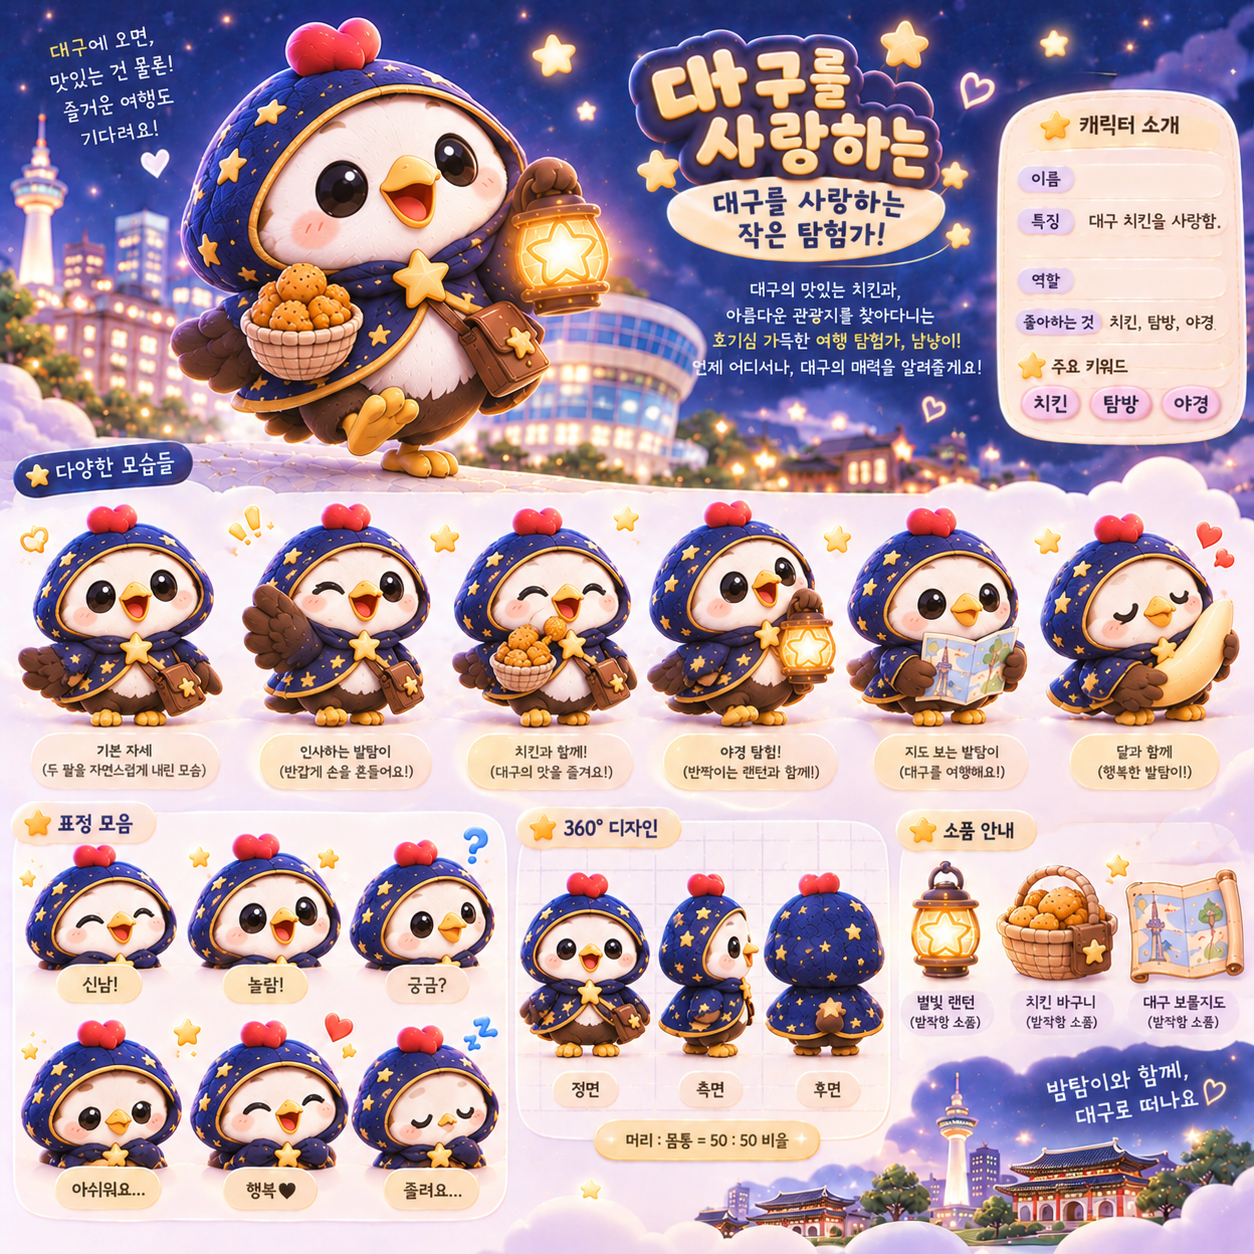 대구에 오면,
맛있는 건 물론!
즐거운 여행도
기다려요!
대구를
사랑하는
대구를 사랑하는
작은 탐험가!
대구의 맛있는 치킨과,
아름다운 관광지를 찾아다니는
호기심 가득한 여행 탐험가, 남냥이!
언제 어디서나, 대구의 매력을 알려줄게요!
캐릭터 소개
이름
특징 대구 치킨을 사랑함.
역할
졸아하는 것 치킨, 탐방, 야경
주요 키워드
치킨 탐방 야경
다양한 모습들
기본 자세
(두 팔을 자연스럽게 내린 모습)
인사하는 발탐이
(반갑게 손을 흔들어요!)
치킨과 함께!
(대구의 맛을 즐겨요!)
야경 탐험!
(반짝이는 랜턴과 함께!)
지도 보는 발탐이
(대구를 여행해요!)
달과 함께
(행복한 발탐이!)
표정 모음
?
신남!
놀람!
궁금?
z z z
아쉬워요...
행복♥
졸려요...
360° 디자인
정면
측면
후면
머리 : 몸통 = 50 : 50 비율
소품 안내
별빛 랜턴
(반작항 소품)
치킨 바구니
(반작항 소품)
대구 보물지도
(반작항 소품)
밤탐이와 함께,
대구로 떠나요